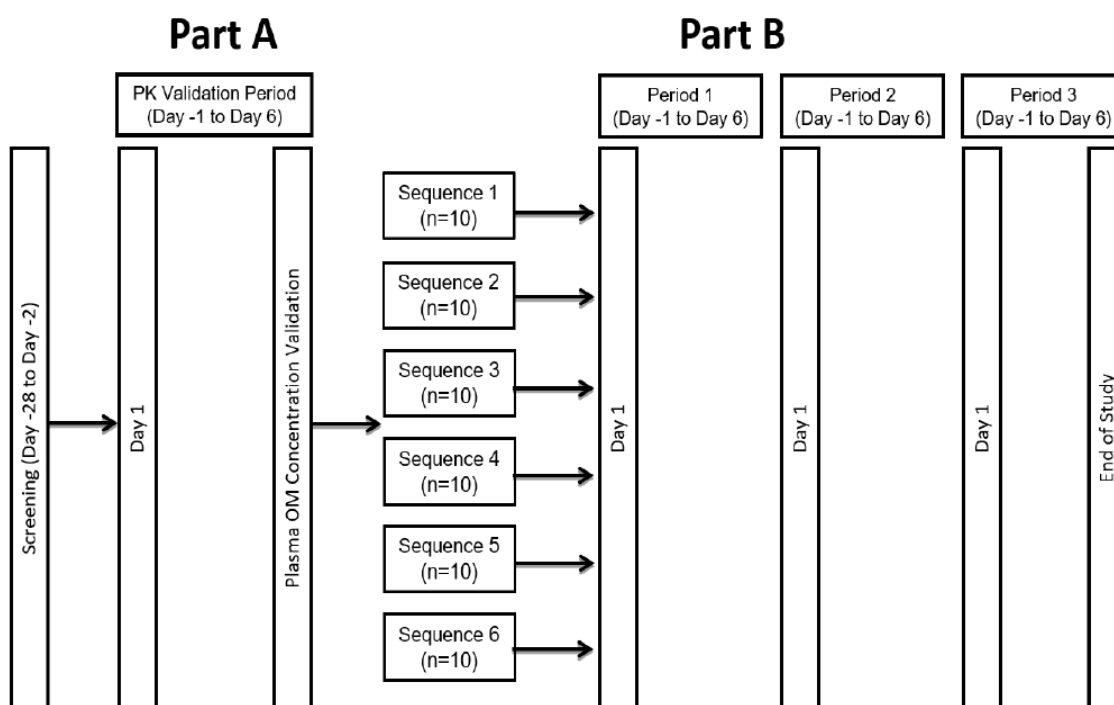 Part A
Part B
PK Validation Period
(Day -1 to Day 6)
Period 1
(Day -1 to Day 6)
Period 2
(Day -1 to Day 6)
Period 3
(Day -1 to Day 6)
Screening (Day -28 to Day -2)
Day 1
Plasma OM Concentration Validation
Sequence 1
(n=10)
Sequence 2
(n=10)
Sequence 3
(n=10)
Sequence 4
(n=10)
Sequence 5
(n=10)
Sequence 6
(n=10)
Day 1
Day 1
Day 1
End of Study